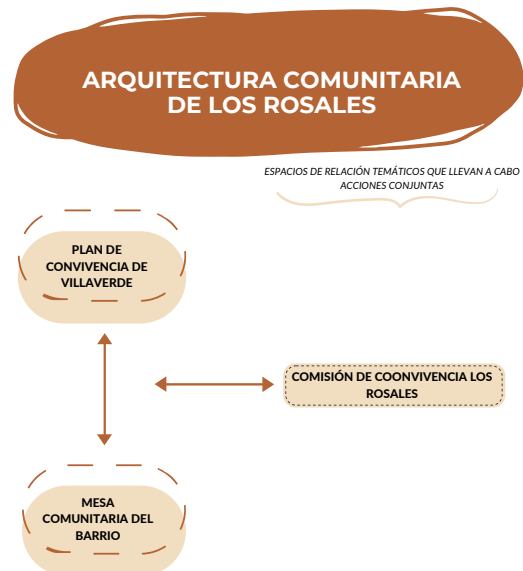 ARQUITECTURA COMUNITARIA
DE LOS ROSALES
ESPACIOS DE RELACIÓN TEMÁTICOS QUE LLEVAN A CABO
ACCIONES CONJUNTAS
PLAN DE
CONVIVENCIA DE
VILLAVERDE
COMISIÓN DE COONVIVENCIA LOS
ROSALES
MESA
COMUNITARIA DEL
BARRIO